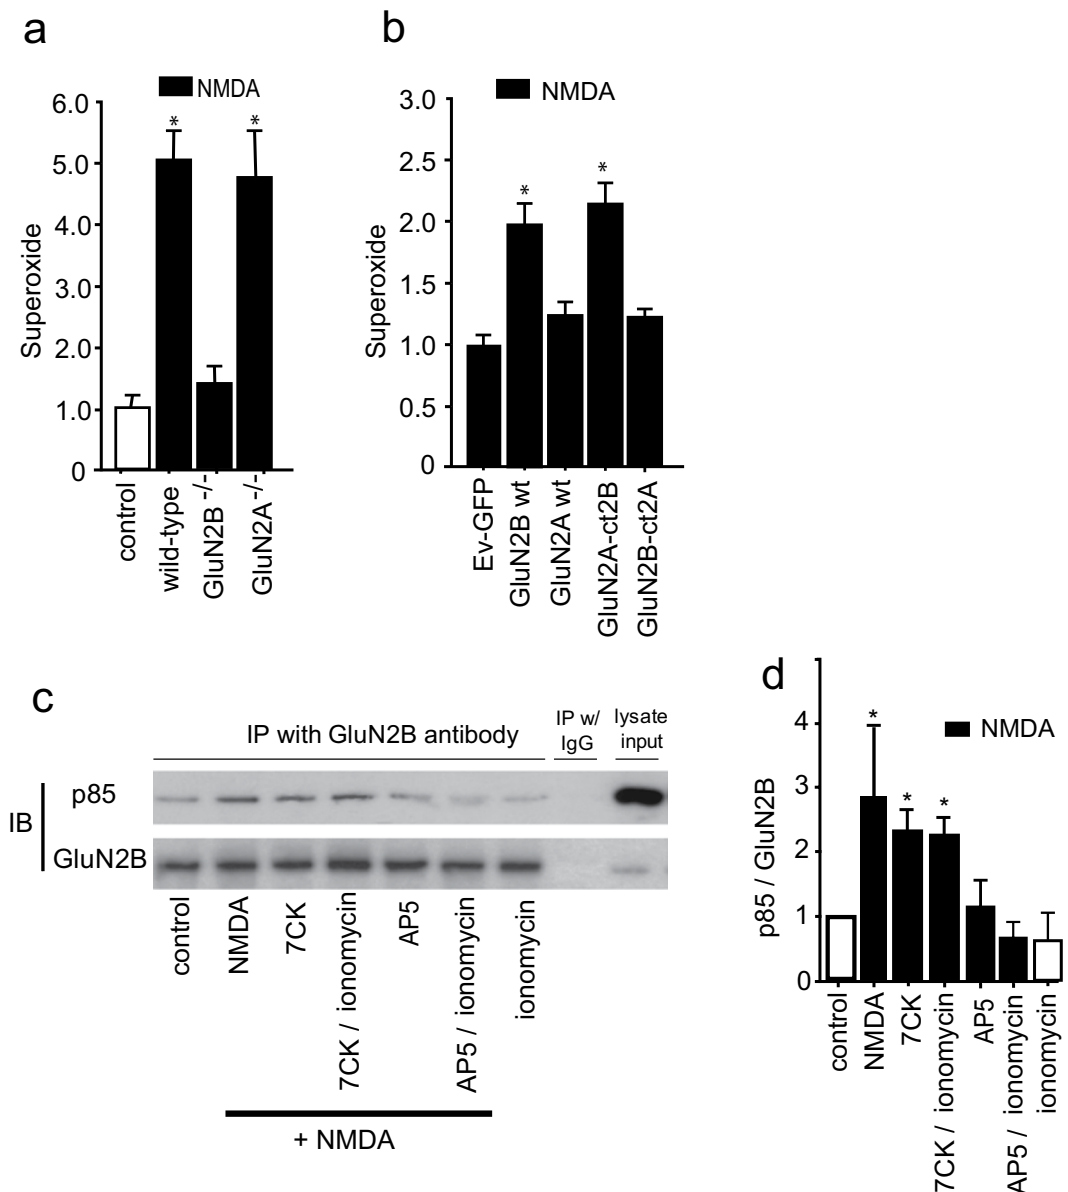 a
NMDA
6.0
5.0
4.0
3.0
2.0
1.0
0
Superoxide
* *
control
wild-type
GluN2B -/-
GluN2A -/-
b
NMDA
3.0
2.5
2.0
1.5
1.0
0.5
0
Superoxide
* *
Ev-GFP
GluN2B wt
GluN2A wt
GluN2A-ct2B
GluN2B-ct2A
c
IP with GluN2B antibody
IP w/
IgG
lysate
input
IB
p85
GluN2B
control
NMDA
7CK
7CK / ionomycin
AP5
AP5 / ionomycin
ionomycin
+ NMDA
d
NMDA
4
3
2
1
0
p85 / GluN2B
* * *
control
NMDA
7CK
7CK / ionomycin
AP5
AP5 / ionomycin
ionomycin